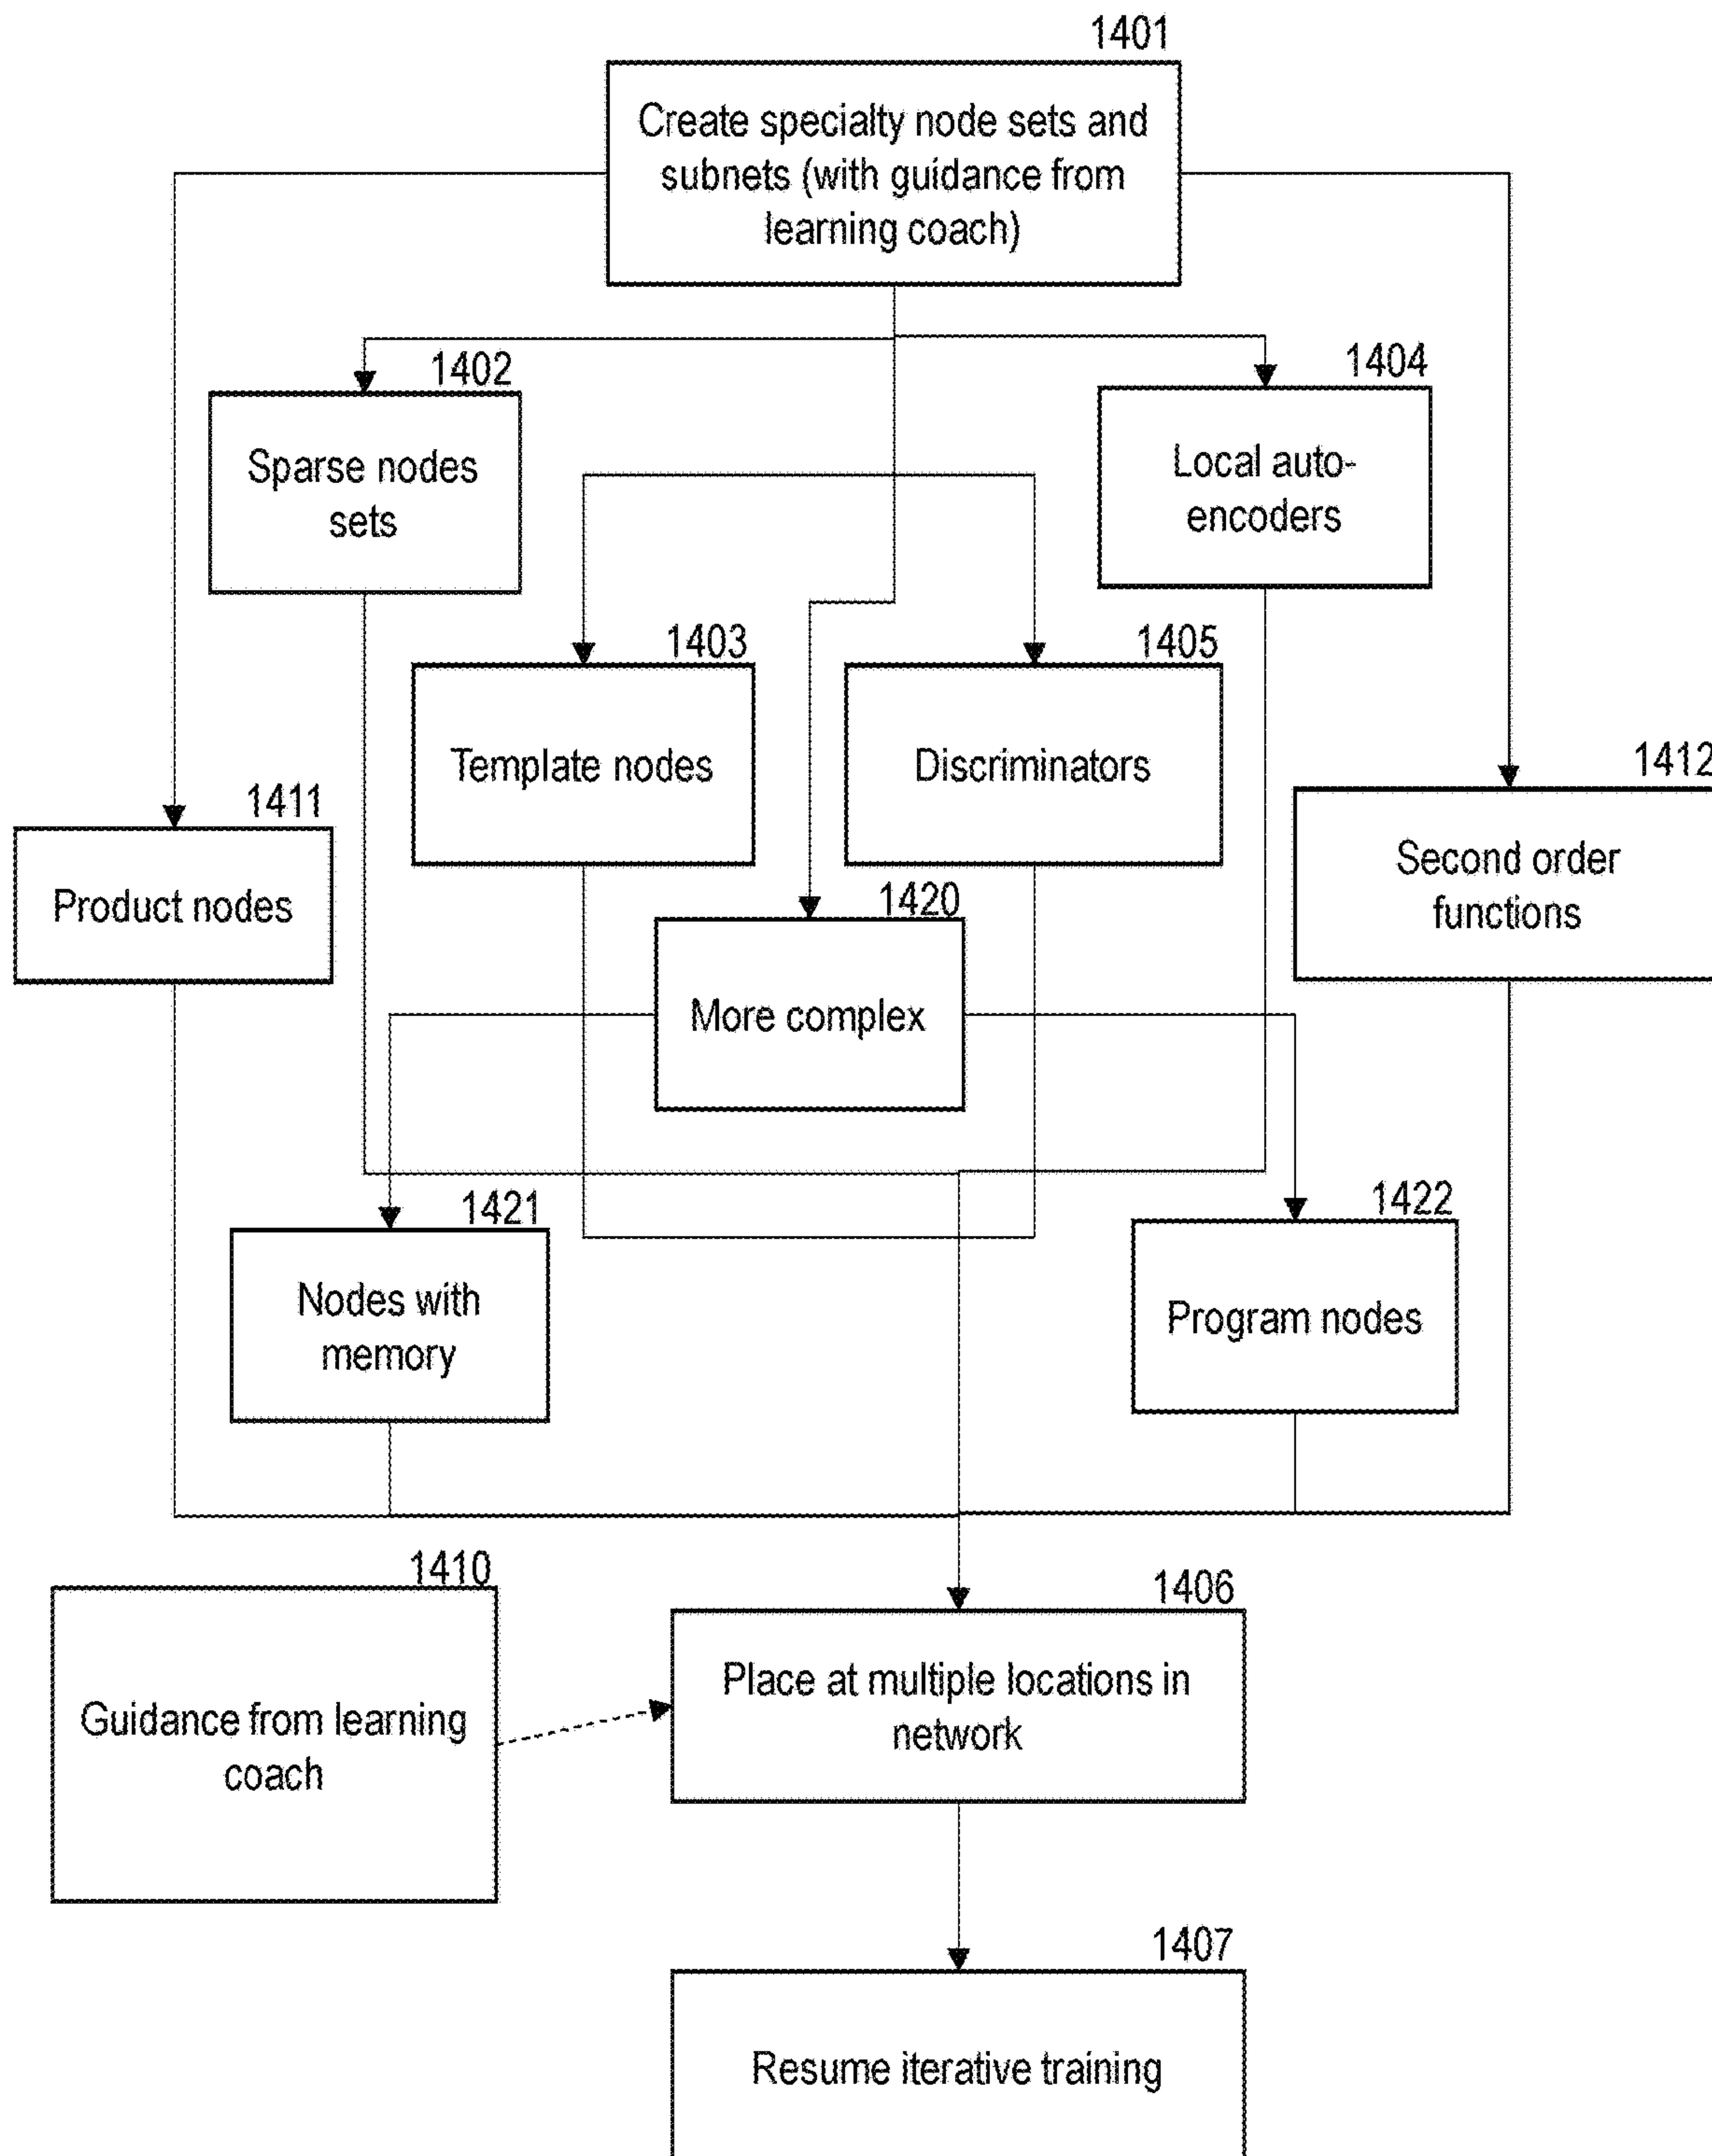 1401
Create specialty node sets and
subnets (with guidance from
learning coach)
1402
Sparse nodes
sets
1404
Local auto-
encoders
1403
Template nodes
1405
Discriminators
1411
Product nodes
1412
Second order
functions
1420
More complex
1421
Nodes with
memory
1422
Program nodes
1410
Guidance from learning
coach
1406
Place at multiple locations in
network
1407
Resume iterative training